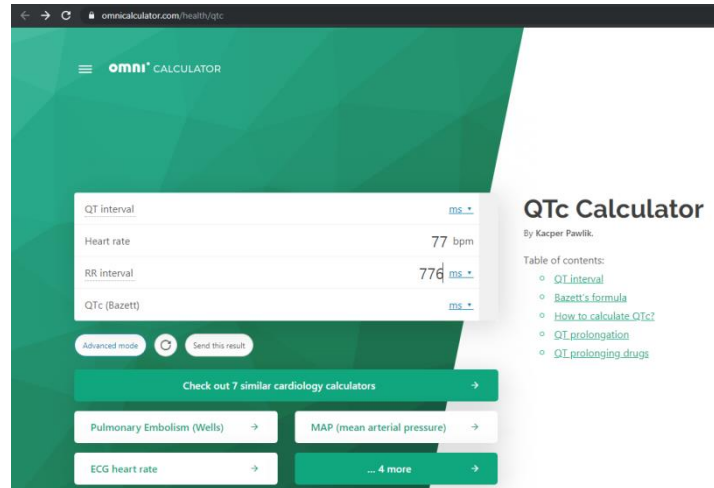 omnicalculator.com/health/qtc
omni CALCULATOR
QT interval ms
Heart rate 77 bpm
RR interval 776 ms
QTc (Bazett) ms
Advanced mode Send this result
Check out 7 similar cardiology calculators →
Pulmonary Embolism (Wells) → MAP (mean arterial pressure) →
ECG heart rate → ... 4 more →
QTc Calculator
By Kacper Pawlik.
Table of contents:
QT interval
Bazett's formula
How to calculate QTc?
QT prolongation
QT prolonging drugs